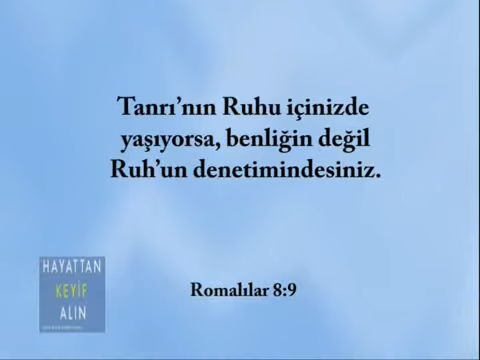 Tanrı’nın Ruhu içinizde
yaşıyorsa, benliğin değil
Ruh’un denetimindesiniz.
Romalılar 8:9
HAYATTAN
KEYİF
ALIN